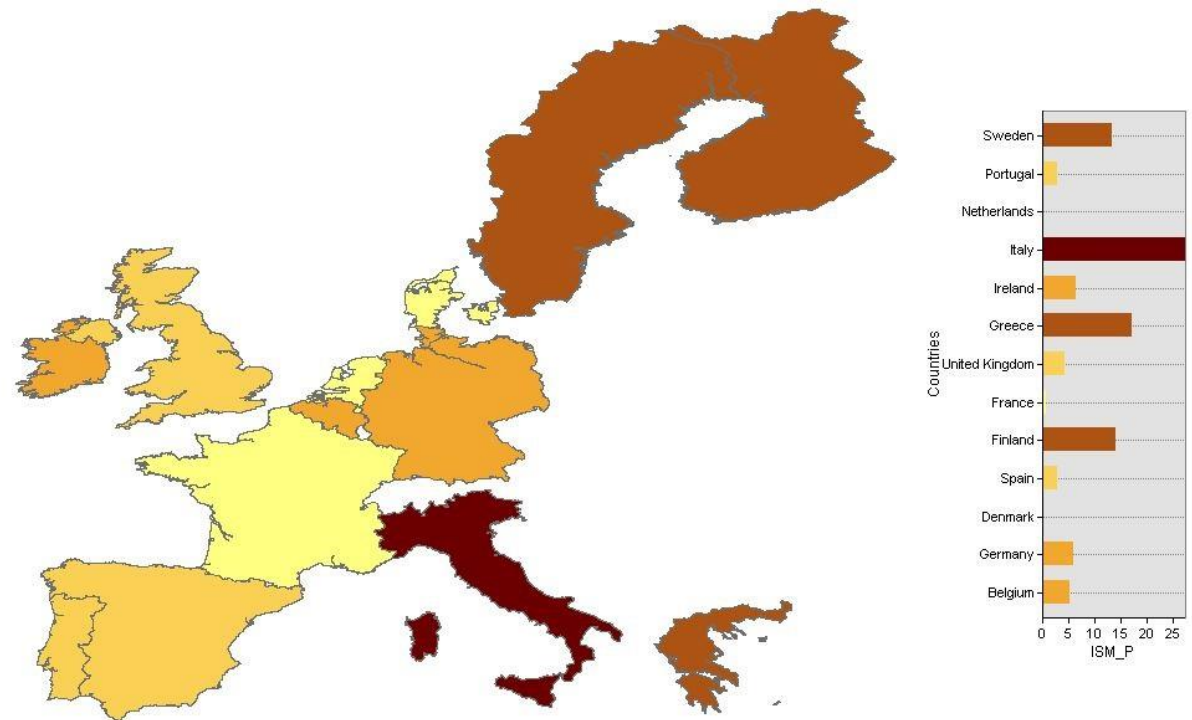 Sweden
Portugal
Netherlands
Italy
Ireland
Greece
United Kingdom
France
Finland
Spain
Denmark
Germany
Belgium
Countries
0 5 10 15 20 25
ISM_P